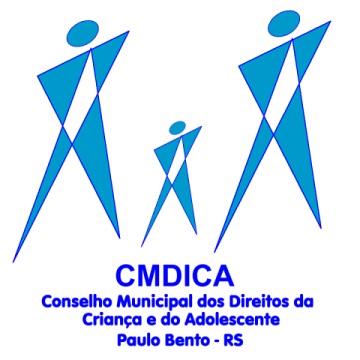 CMDICA
Conselho Municipal dos Direitos da
Criança e do Adolescente
Paulo Bento - RS